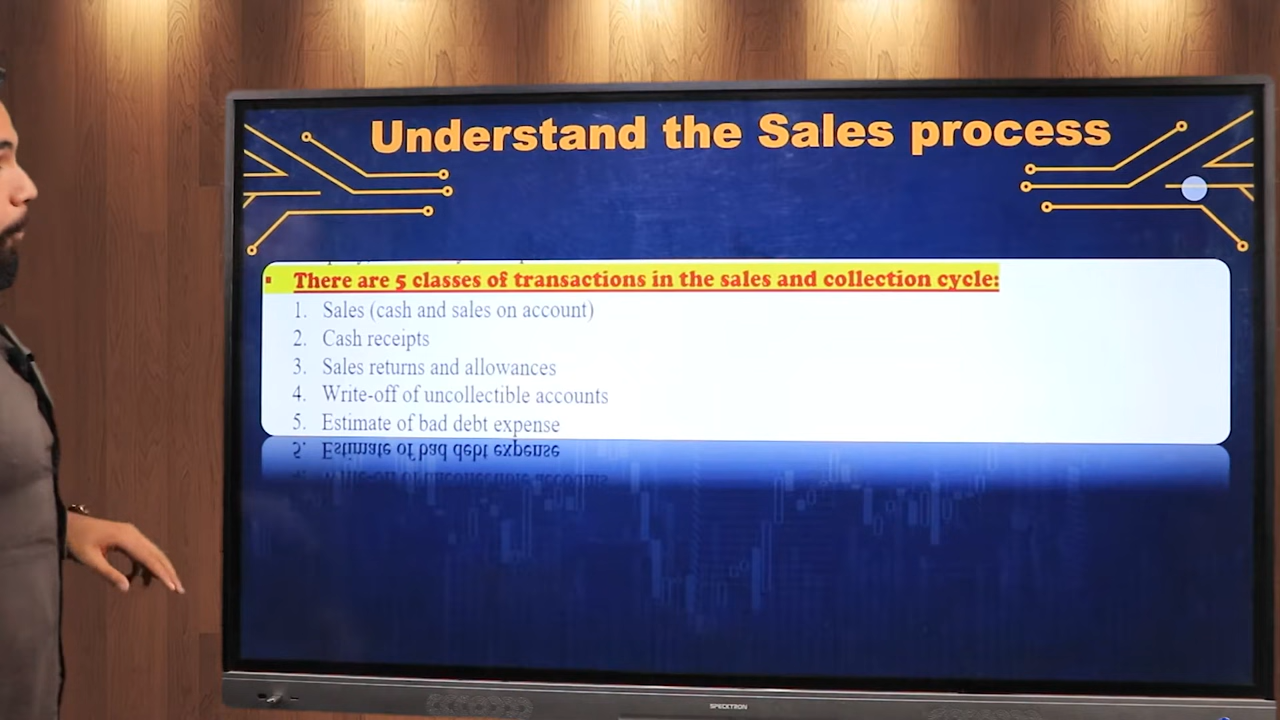 Understand the Sales process
▪ There are 5 classes of transactions in the sales and collection cycle:
1. Sales (cash and sales on account)
2. Cash receipts
3. Sales returns and allowances
4. Write-off of uncollectible accounts
5. Estimate of bad debt expense
SPECKTRON